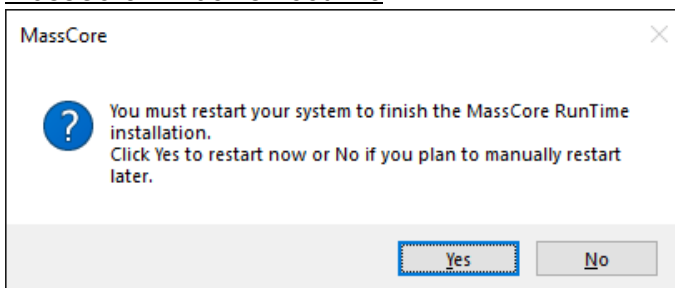 MassCore
You must restart your system to finish the MassCore RunTime
installation.
Click Yes to restart now or No if you plan to manually restart
later.
Yes
No